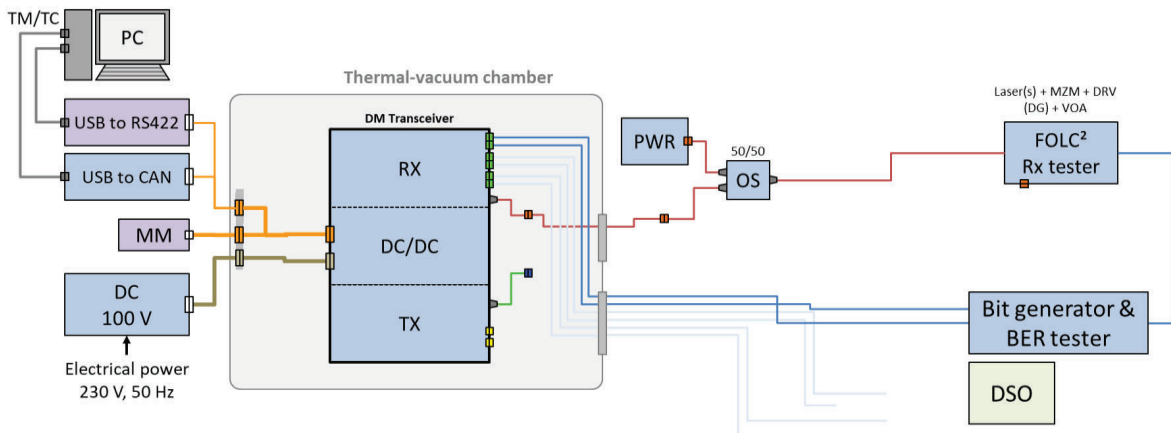 TM/TC
PC
USB to RS422
USB to CAN
MM
DC
100 V
Electrical power
230 V, 50 Hz
Thermal-vacuum chamber
DM Transceiver
RX
DC/DC
TX
PWR
50/50
OS
Laser(s) + MZM + DRV
(DG) + VOA
FOLC²
Rx tester
Bit generator &
BER tester
DSO